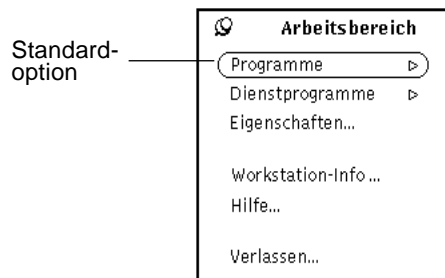 Arbeitsbereich
Standard-
option
Programme
Dienstprogramme
Eigenschaften...
Workstation-Info ...
Hilfe...
Verlassen...